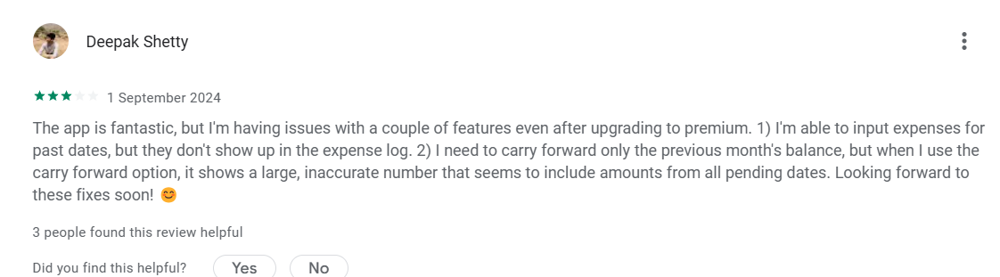 Deepak Shetty
1 September 2024
The app is fantastic, but I'm having issues with a couple of features even after upgrading to premium. 1) I'm able to input expenses for
past dates, but they don't show up in the expense log. 2) I need to carry forward only the previous month's balance, but when I use the
carry forward option, it shows a large, inaccurate number that seems to include amounts from all pending dates. Looking forward to
these fixes soon! 😊
3 people found this review helpful
Did you find this helpful? Yes No